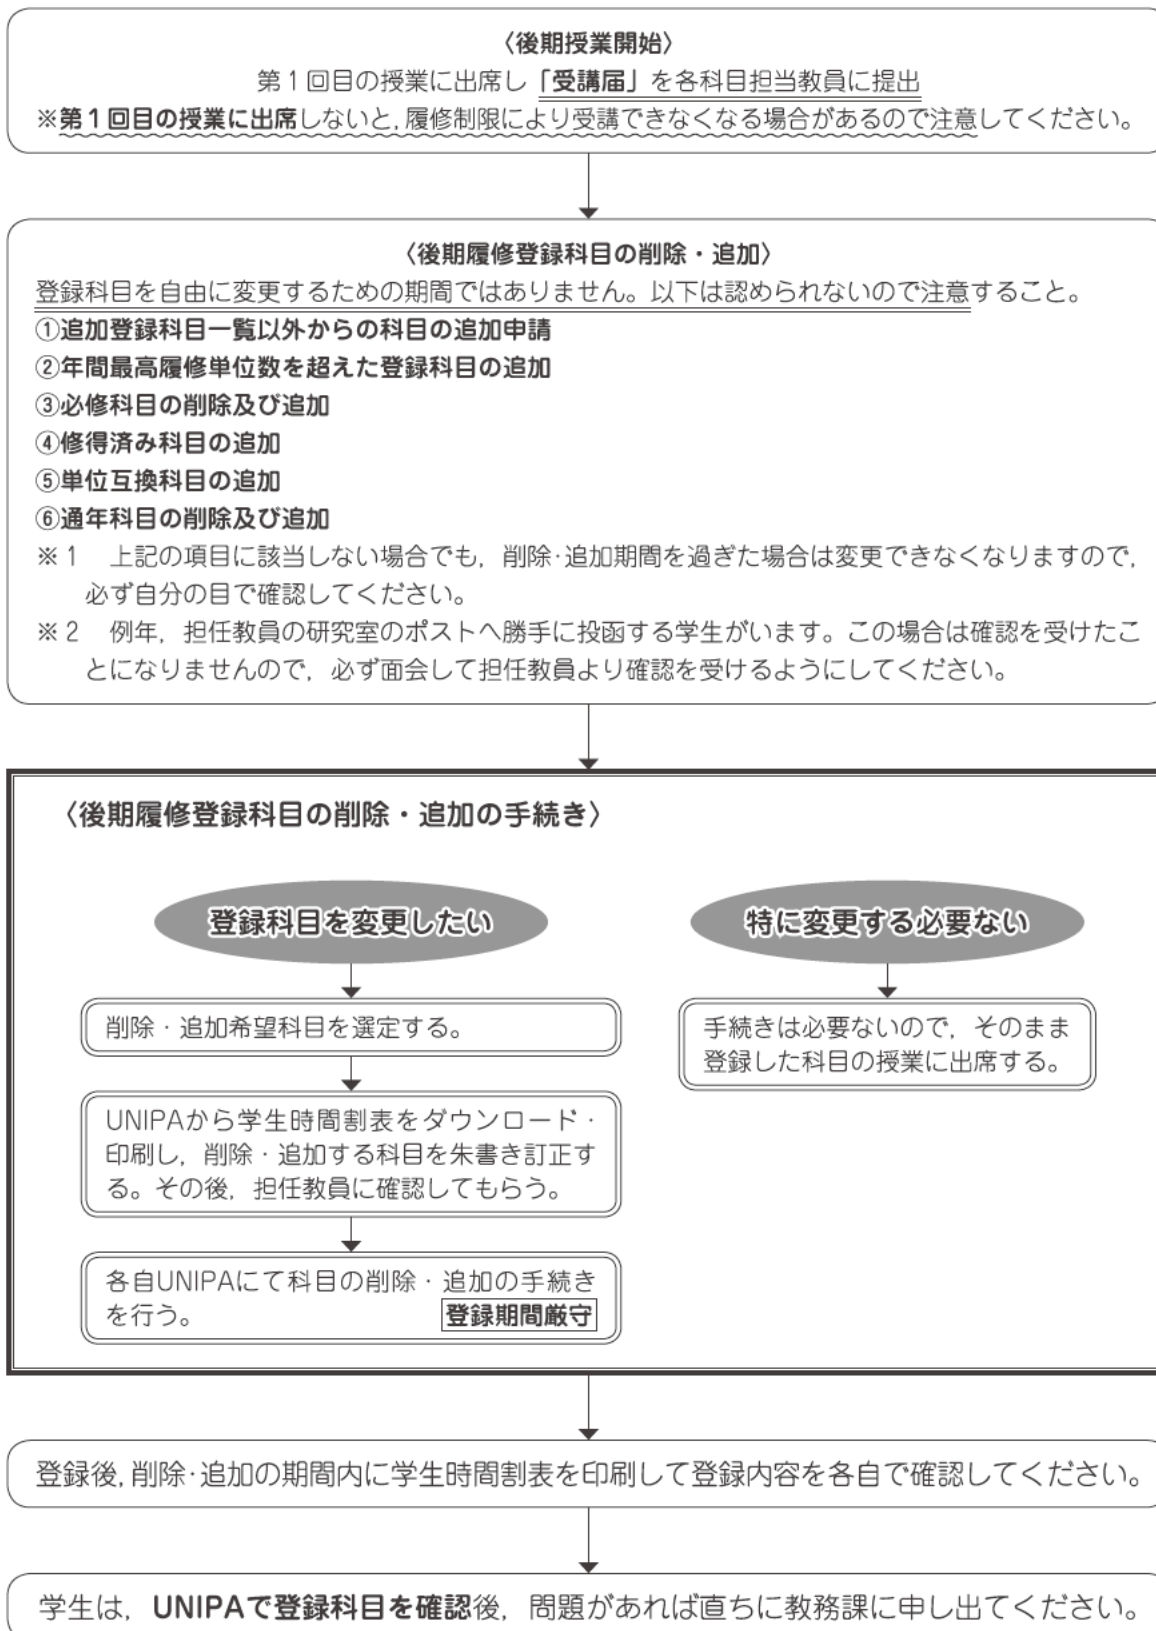 〈後期授業開始〉
第1回目の授業に出席し「受講届」を各科目担当教員に提出
※第1回目の授業に出席しないと,履修制限により受講できなくなる場合があるので注意してください。
〈後期履修登録科目の削除・追加〉
登録科目を自由に変更するための期間ではありません。以下は認められないので注意すること。
①追加登録科目一覧以外からの科目の追加申請
②年間最高履修単位数を超えた登録科目の追加
③必修科目の削除及び追加
④修得済み科目の追加
⑤単位互換科目の追加
⑥通年科目の削除及び追加
※1 上記の項目に該当しない場合でも,削除・追加期間を過ぎた場合は変更できなくなりますので,
必ず自分の目で確認してください。
※2 例年,担任教員の研究室のポストへ勝手に投函する学生がいます。この場合は確認を受けたこ
とになりませんので,必ず面会して担任教員より確認を受けるようにしてください。
〈後期履修登録科目の削除・追加の手続き〉
登録科目を変更したい
削除・追加希望科目を選定する。
UNIPAから学生時間割表をダウンロード・
印刷し,削除・追加する科目を朱書き訂正す
る。その後,担任教員に確認してもらう。
各自UNIPAにて科目の削除・追加の手続き
を行う。 登録期間厳守
特に変更する必要ない
手続きは必要ないので,そのまま
登録した科目の授業に出席する。
登録後,削除・追加の期間内に学生時間割表を印刷して登録内容を各自で確認してください。
学生は,UNIPAで登録科目を確認後,問題があれば直ちに教務課に申し出てください。